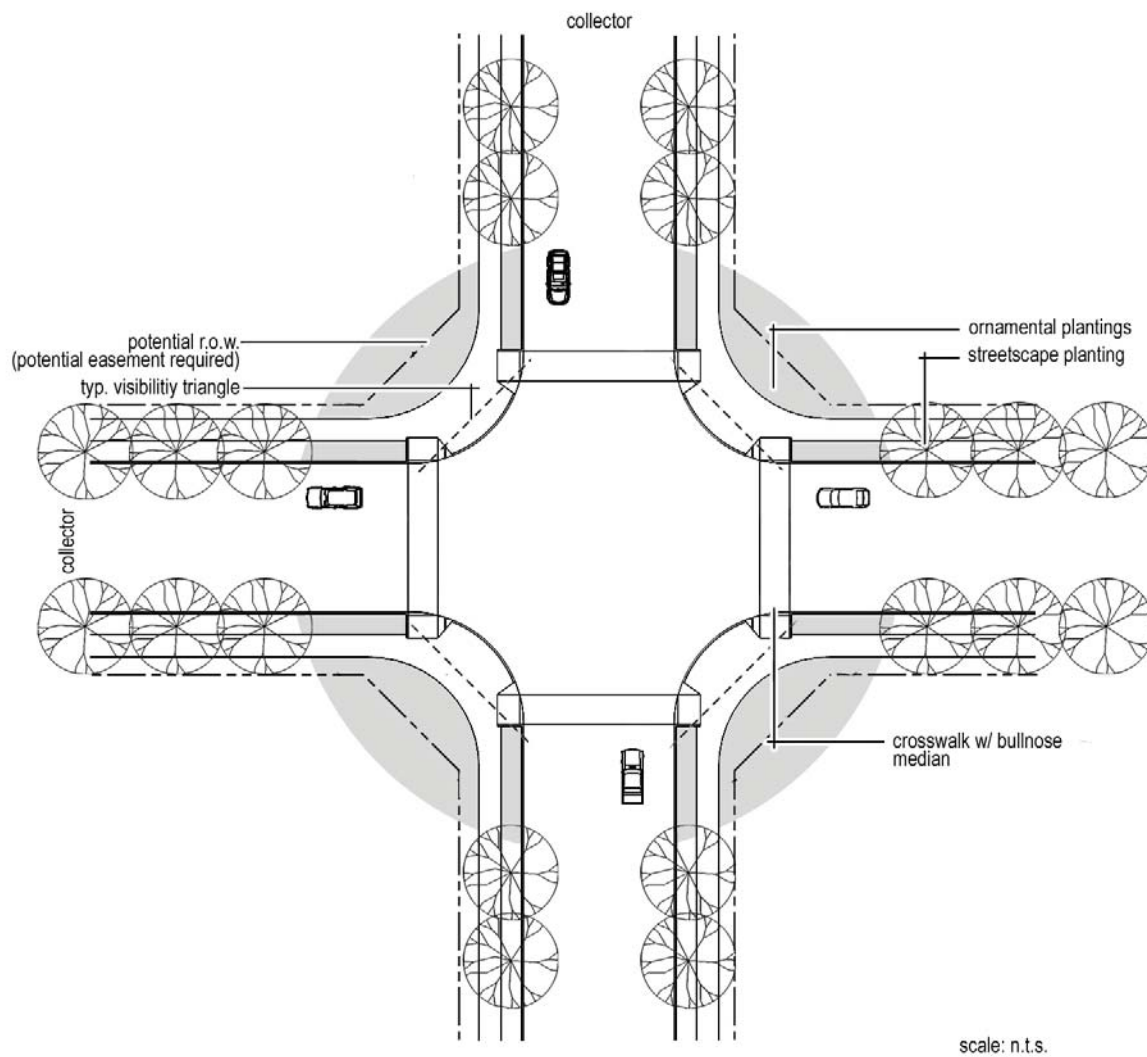 collector
potential r.o.w.
(potential easement required)
typ. visibilitiy triangle
ornamental plantings
streetscape planting
collector
crosswalk w/ bullnose
median
scale: n.t.s.